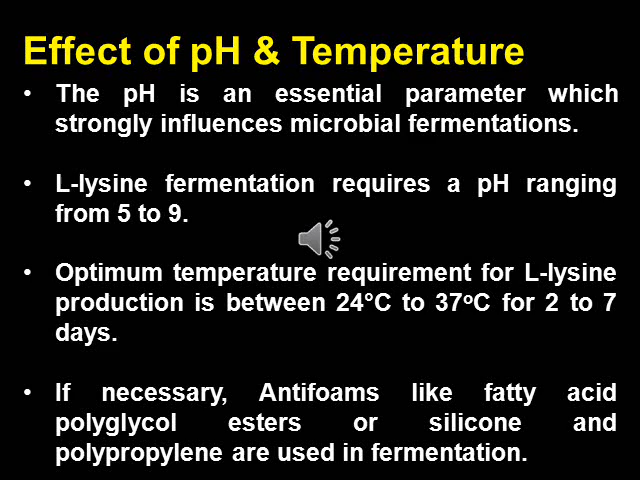 Effect of pH & Temperature
• The pH is an essential parameter which
strongly influences microbial fermentations.
• L-lysine fermentation requires a pH ranging
from 5 to 9.
• Optimum temperature requirement for L-lysine
production is between 24°C to 37ºC for 2 to 7
days.
• If necessary, Antifoams like fatty acid
polyglycol esters or silicone and
polypropylene are used in fermentation.